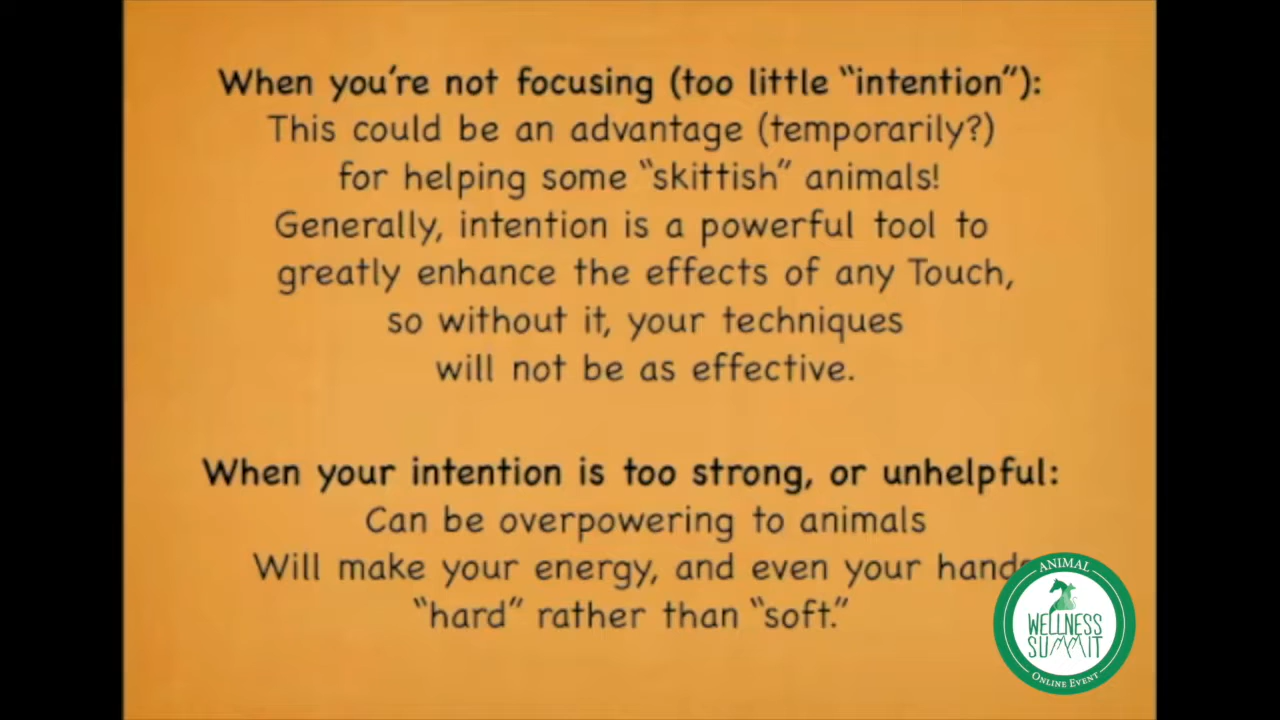 When you're not focusing (too little “intention”):
This could be an advantage (temporarily?)
for helping some “skittish” animals!
Generally, intention is a powerful tool to
greatly enhance the effects of any Touch,
so without it, your techniques
will not be as effective.
When your intention is too strong, or unhelpful:
Can be overpowering to animals
Will make your energy, and even your hands
“hard” rather than “soft.”
ANIMAL
WELLNESS
SUMMIT
ONLINE EVENT